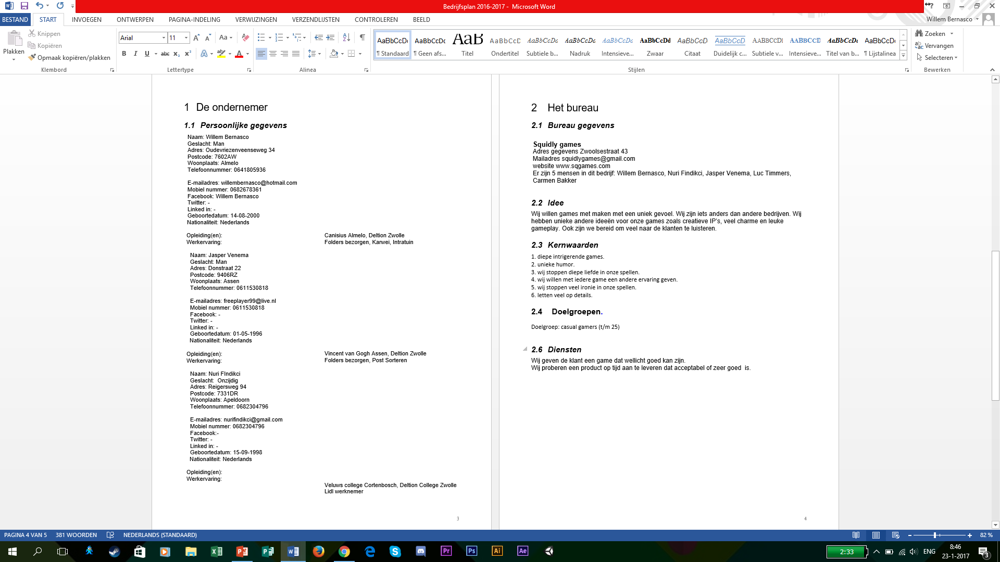 Bedrijfsplan 2016-2017 - Microsoft Word
BESTAND START INVOEGEN ONTWERPEN PAGINA-INDELING VERWIJZINGEN VERZENDLIJSTEN CONTROLEREN BEELD
Willem Bernasco
Plakken
Knippen
Kopiëren
Opmaak kopiëren/plakken
Klembord
Arial 11
Lettertype
Alinea
AaBbCcDc AaBbCcDc AaB AaBbCcD AaBbCcDc AaBbCcDc AaBbCcDc AaBbCcDd AaBbCcD AaBbCcD AABBCCDI AABBCCD AaBbCcDc AaBbCcDc
¶ Standaard ¶ Geen afs... Titel Ondertitel Subtiele b... Nadruk Intensieve... Zwaar Citaat Duidelijk c... Subtiele v... Intensieve... Titel van b... ¶ Lijstalinea
Stijlen
Zoeken
Vervangen
Selecteren
Bewerken
1 De ondernemer
1.1 Persoonlijke gegevens
Naam: Willem Bernasco
Geslacht: Man
Adres: Oudevriezenveenseweg 34
Postcode: 7602AW
Woonplaats: Almelo
Telefoonnummer: 0641805936
E-mailadres: willembernasco@hotmail.com
Mobiel nummer: 0682678361
Facebook: Willem Bernasco
Twitter: -
Linked in: -
Geboortedatum: 14-08-2000
Nationaliteit: Nederlands
Opleiding(en): Canisius Almelo, Deltion Zwolle
Werkervaring: Folders bezorgen, Karwei, Intratuin
Naam: Jasper Venema
Geslacht: Man
Adres: Donstraat 22
Postcode: 9406RZ
Woonplaats: Assen
Telefoonnummer: 0611530818
E-mailadres: freeplayer99@live.nl
Mobiel nummer: 0611530818
Facebook: -
Twitter: -
Linked in: -
Geboortedatum: 01-05-1996
Nationaliteit: Nederlands
Opleiding(en): Vincent van Gogh Assen, Deltion Zwolle
Werkervaring: Folders bezorgen, Post Sorteren
Naam: Nuri FIndikci
Geslacht: Onzijdig
Adres: Reigersweg 94
Postcode: 7331DR
Woonplaats: Apeldoorn
Telefoonnummer: 0682304796
E-mailadres: nurifindikci@gmail.com
Mobiel nummer: 0682304796
Facebook:-
Twitter: -
Linked in: -
Geboortedatum: 15-09-1998
Nationaliteit: Nederlands
Opleiding(en):
Werkervaring:
Veluws college Cortenbosch, Deltion College Zwolle
Lidl werknemer
3
2 Het bureau
2.1 Bureau gegevens
Squidly games
Adres gegevens Zwoolsestraat 43
Mailadres squidlygames@gmail.com
website www.sqgames.com
Er zijn 5 mensen in dit bedrijf: Willem Bernasco, Nuri Findikci, Jasper Venema, Luc Timmers,
Carmen Bakker
2.2 Idee
Wij willen games met maken met een uniek gevoel. Wij zijn iets anders dan andere bedrijven. Wij
hebben unieke andere ideeën voor onze games zoals creatieve IP's, veel charme en leuke
gameplay. Ook zijn we bereid om veel naar de klanten te luisteren.
2.3 Kernwaarden
1. diepe intrigerende games.
2. unieke humor.
3. wij stoppen diepe liefde in onze spellen.
4. wij willen met iedere game een andere ervaring geven.
5. wij stoppen veel ironie in onze spellen.
6. letten veel op details.
2.4 Doelgroepen.
Doelgroep: casual gamers (t/m 25)
2.6 Diensten
Wij geven de klant een game dat wellicht goed kan zijn.
Wij proberen een product op tijd aan te leveren dat acceptabel of zeer goed is.
4
PAGINA 4 VAN 5 381 WOORDEN NEDERLANDS (STANDAARD) 82 %
2:33 ENG 8:46
23-1-2017 3